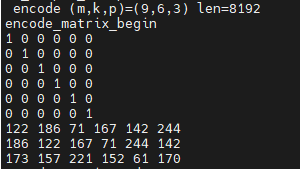 encode (m,k,p)=(9,6,3) len=8192
encode_matrix_begin
1 0 0 0 0 0
0 1 0 0 0 0
0 0 1 0 0 0
0 0 0 1 0 0
0 0 0 0 1 0
0 0 0 0 0 1
122 186 71 167 142 244
186 122 167 71 244 142
173 157 221 152 61 170